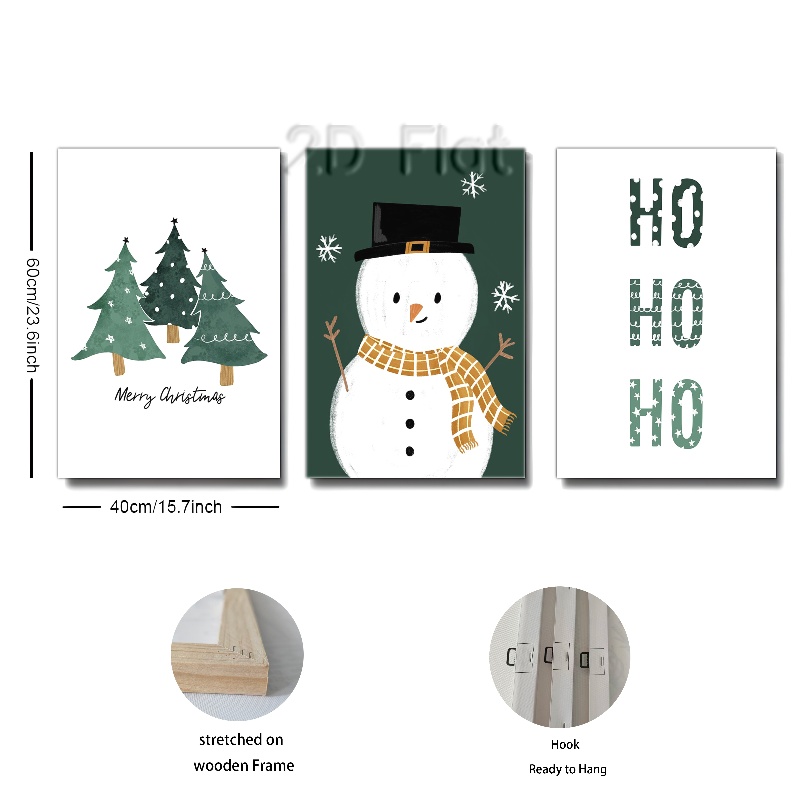 2D Flat
60cm/23.6inch
Merry Christmas
HO
HO
HO
40cm/15.7inch
stretched on
wooden Frame
Hook
Ready to Hang